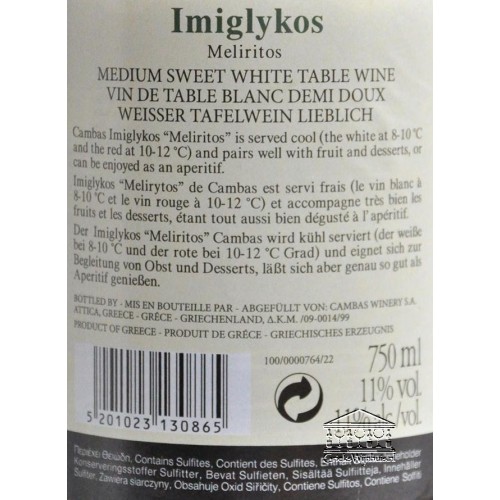 Imiglykos
Meliritos
MEDIUM SWEET WHITE TABLE WINE
VIN DE TABLE BLANC DEMI DOUX
WEISSER TAFELWEIN LIEBLICH
Cambas Imiglykos “Meliritos” is served cool (the white at 8-10 °C
and the red at 10-12 °C) and pairs well with fruit and desserts, or
can be enjoyed as an aperitif.
Imiglykos “Melirytos” de Cambas est servi frais (le vin blanc à
8-10 °C et le vin rouge à 10-12 °C) et accompagne très bien les
fruits et les desserts, étant tout aussi bien dégusté à l’ apéritif.
Der Imiglykos “Meliritos” Cambas wird kühl serviert (der weiße
bei 8-10 °C und der rote bei 10-12 °C Grad) und eignet sich zur
Begleitung von Obst und Desserts, läßt sich aber genau so gut als
Aperitif genießen.
BOTTLED BY - MIS EN BOUTEILLE PAR - ABGEFÜLLT VON: CAMBAS WINERY S.A.
ATTICA, GREECE - GRÈCE - GRIECHENLAND, Δ.Κ.Μ. /09-0014/99
PRODUCT OF GREECE - PRODUIT DE GRÈCE - GRIECHISCHES ERZEUGNIS
100/0000764/22
750 ml
11% vol.
11% alc/vol.
5 201023 130865
Περιέχει Θειώδη. Contains Sulfites, Contient des Sulfites, Enthält
Konserveringsstoffer Sulfitter, Bevat Sulfieten, Sisältää Sulfiitteja, Innehåller
Sulfiter, Zawiera siarczyny, Obsahuje Oxid Siřičitý, Contiene Sulfitos, Contiene